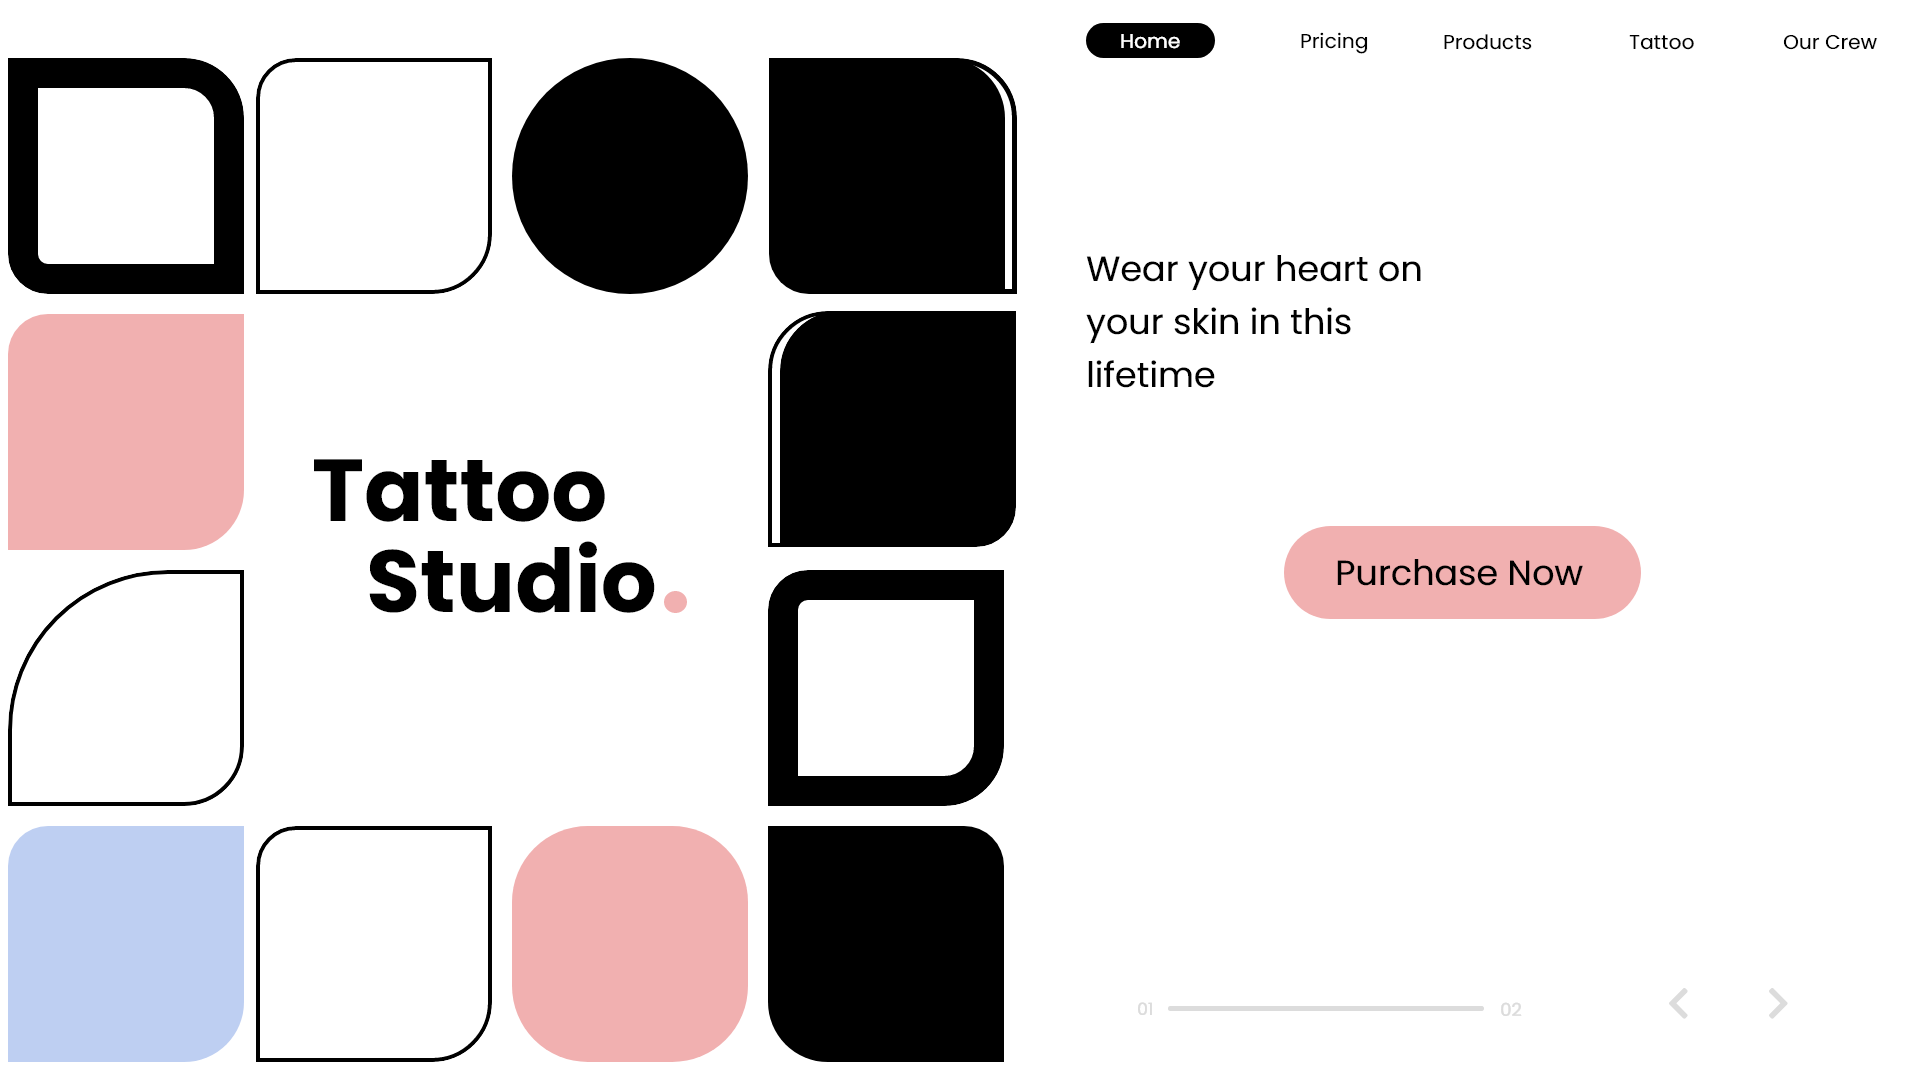 Home
Pricing
Products
Tattoo
Our Crew
Wear your heart on
your skin in this
lifetime
Tattoo
Studio.
Purchase Now
01
02